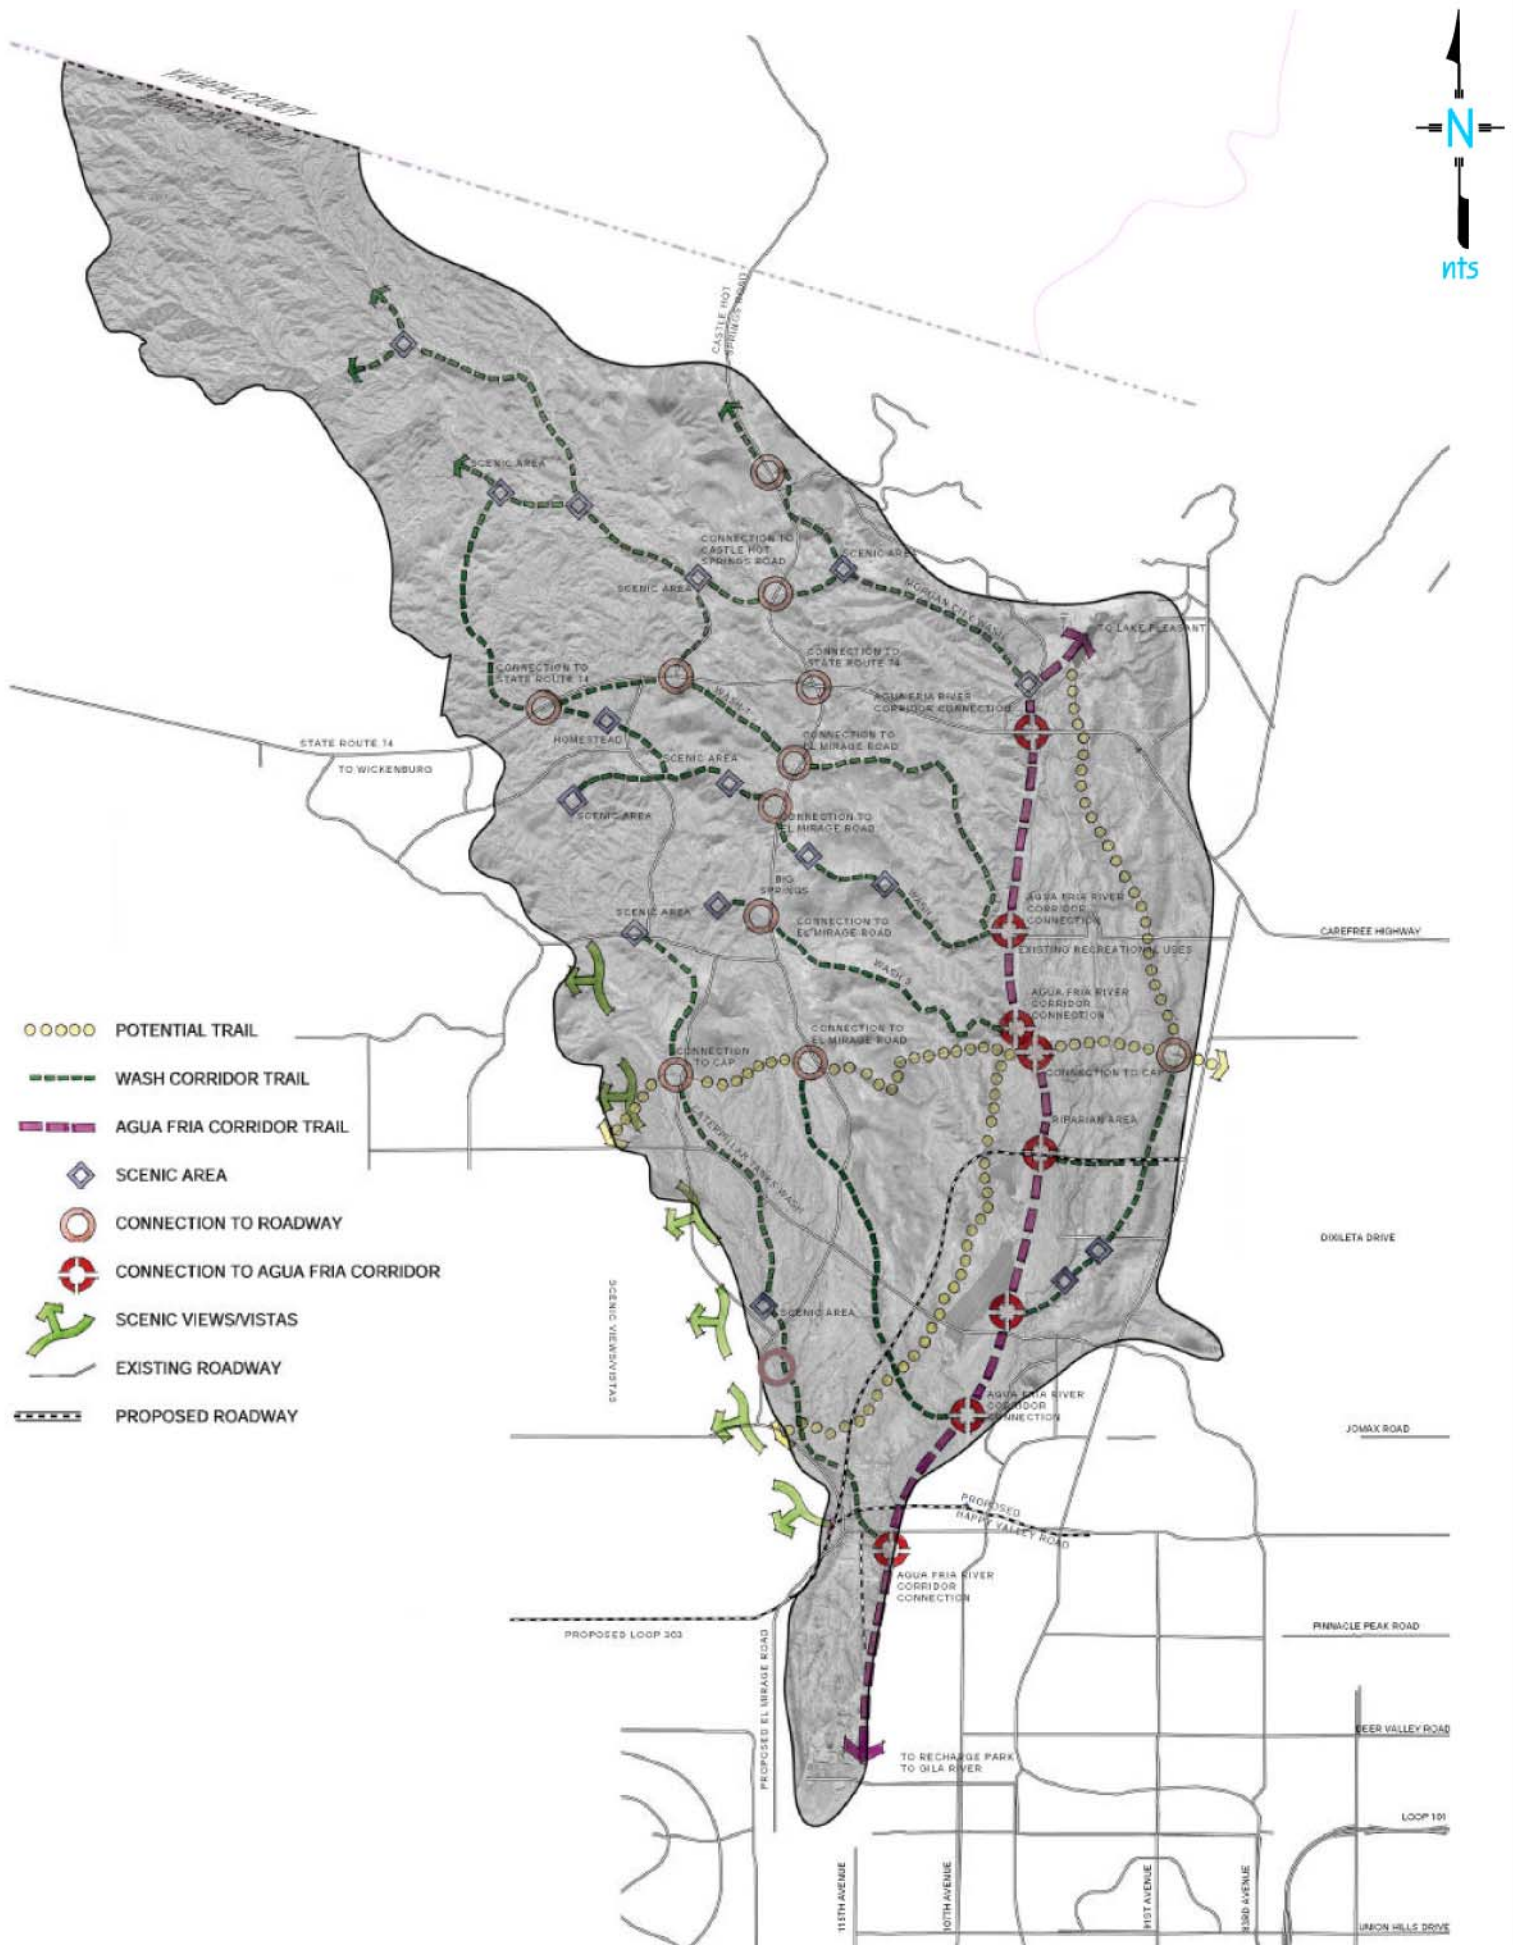 YAVAPAI COUNTY
MARICOPA COUNTY
N
nts
CASTLE HOT
SPRINGS ROAD
SCENIC AREA
CONNECTION TO
CASTLE HOT
SPRINGS ROAD
SCENIC AREA
SCENIC AREA
MORGAN CITY WASH
TO LAKE PLEASANT
CONNECTION TO
STATE ROUTE 74
CONNECTION TO
STATE ROUTE 74
AGUA FRIA RIVER
CORRIDOR CONNECTION
STATE ROUTE 74
TO WICKENBURG
HOMESTEAD
SCENIC AREA
CONNECTION TO
EL MIRAGE ROAD
SCENIC AREA
CONNECTION TO
EL MIRAGE ROAD
BIG
SPRINGS
WASH
SCENIC AREA
CONNECTION TO
EL MIRAGE ROAD
AGUA FRIA RIVER
CORRIDOR
CONNECTION
EXISTING RECREATIONAL USES
CAREFREE HIGHWAY
WASH
AGUA FRIA RIVER
CORRIDOR
CONNECTION
CONNECTION
TO CAP
CONNECTION TO
EL MIRAGE ROAD
CONNECTION TO CAP
RIPARIAN AREA
CATERPILLAR TANKS WASH
POTENTIAL TRAIL
WASH CORRIDOR TRAIL
AGUA FRIA CORRIDOR TRAIL
SCENIC AREA
CONNECTION TO ROADWAY
CONNECTION TO AGUA FRIA CORRIDOR
SCENIC VIEWS/VISTAS
EXISTING ROADWAY
PROPOSED ROADWAY
DIXILETA DRIVE
SCENIC VIEWS/VISTAS
SCENIC AREA
AGUA FRIA RIVER
CORRIDOR
CONNECTION
JOMAX ROAD
PROPOSED
HAPPY VALLEY ROAD
AGUA FRIA RIVER
CORRIDOR
CONNECTION
PROPOSED LOOP 303
PINNACLE PEAK ROAD
PROPOSED EL MIRAGE ROAD
DEER VALLEY ROAD
TO RECHARGE PARK
TO GILA RIVER
LOOP 101
115TH AVENUE
107TH AVENUE
91ST AVENUE
83RD AVENUE
UNION HILLS DRIVE